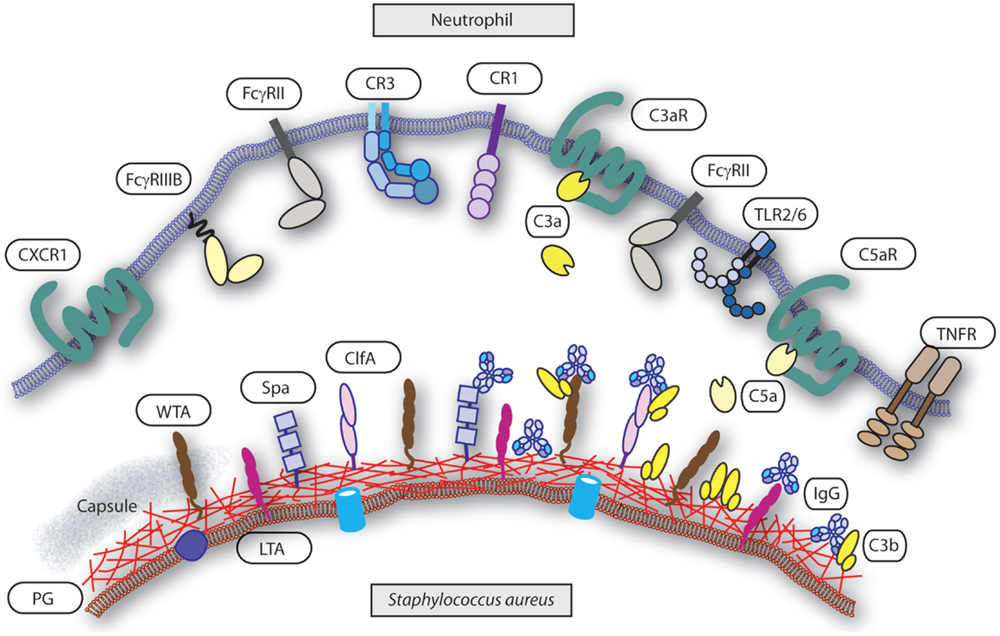 Neutrophil
FcγRII
CR3
CR1
C3aR
FcγRIIIB
FcγRII
C3a
TLR2/6
CXCR1
C5aR
TNFR
ClfA
Spa
WTA
C5a
Capsule
IgG
LTA
C3b
PG
Staphylococcus aureus